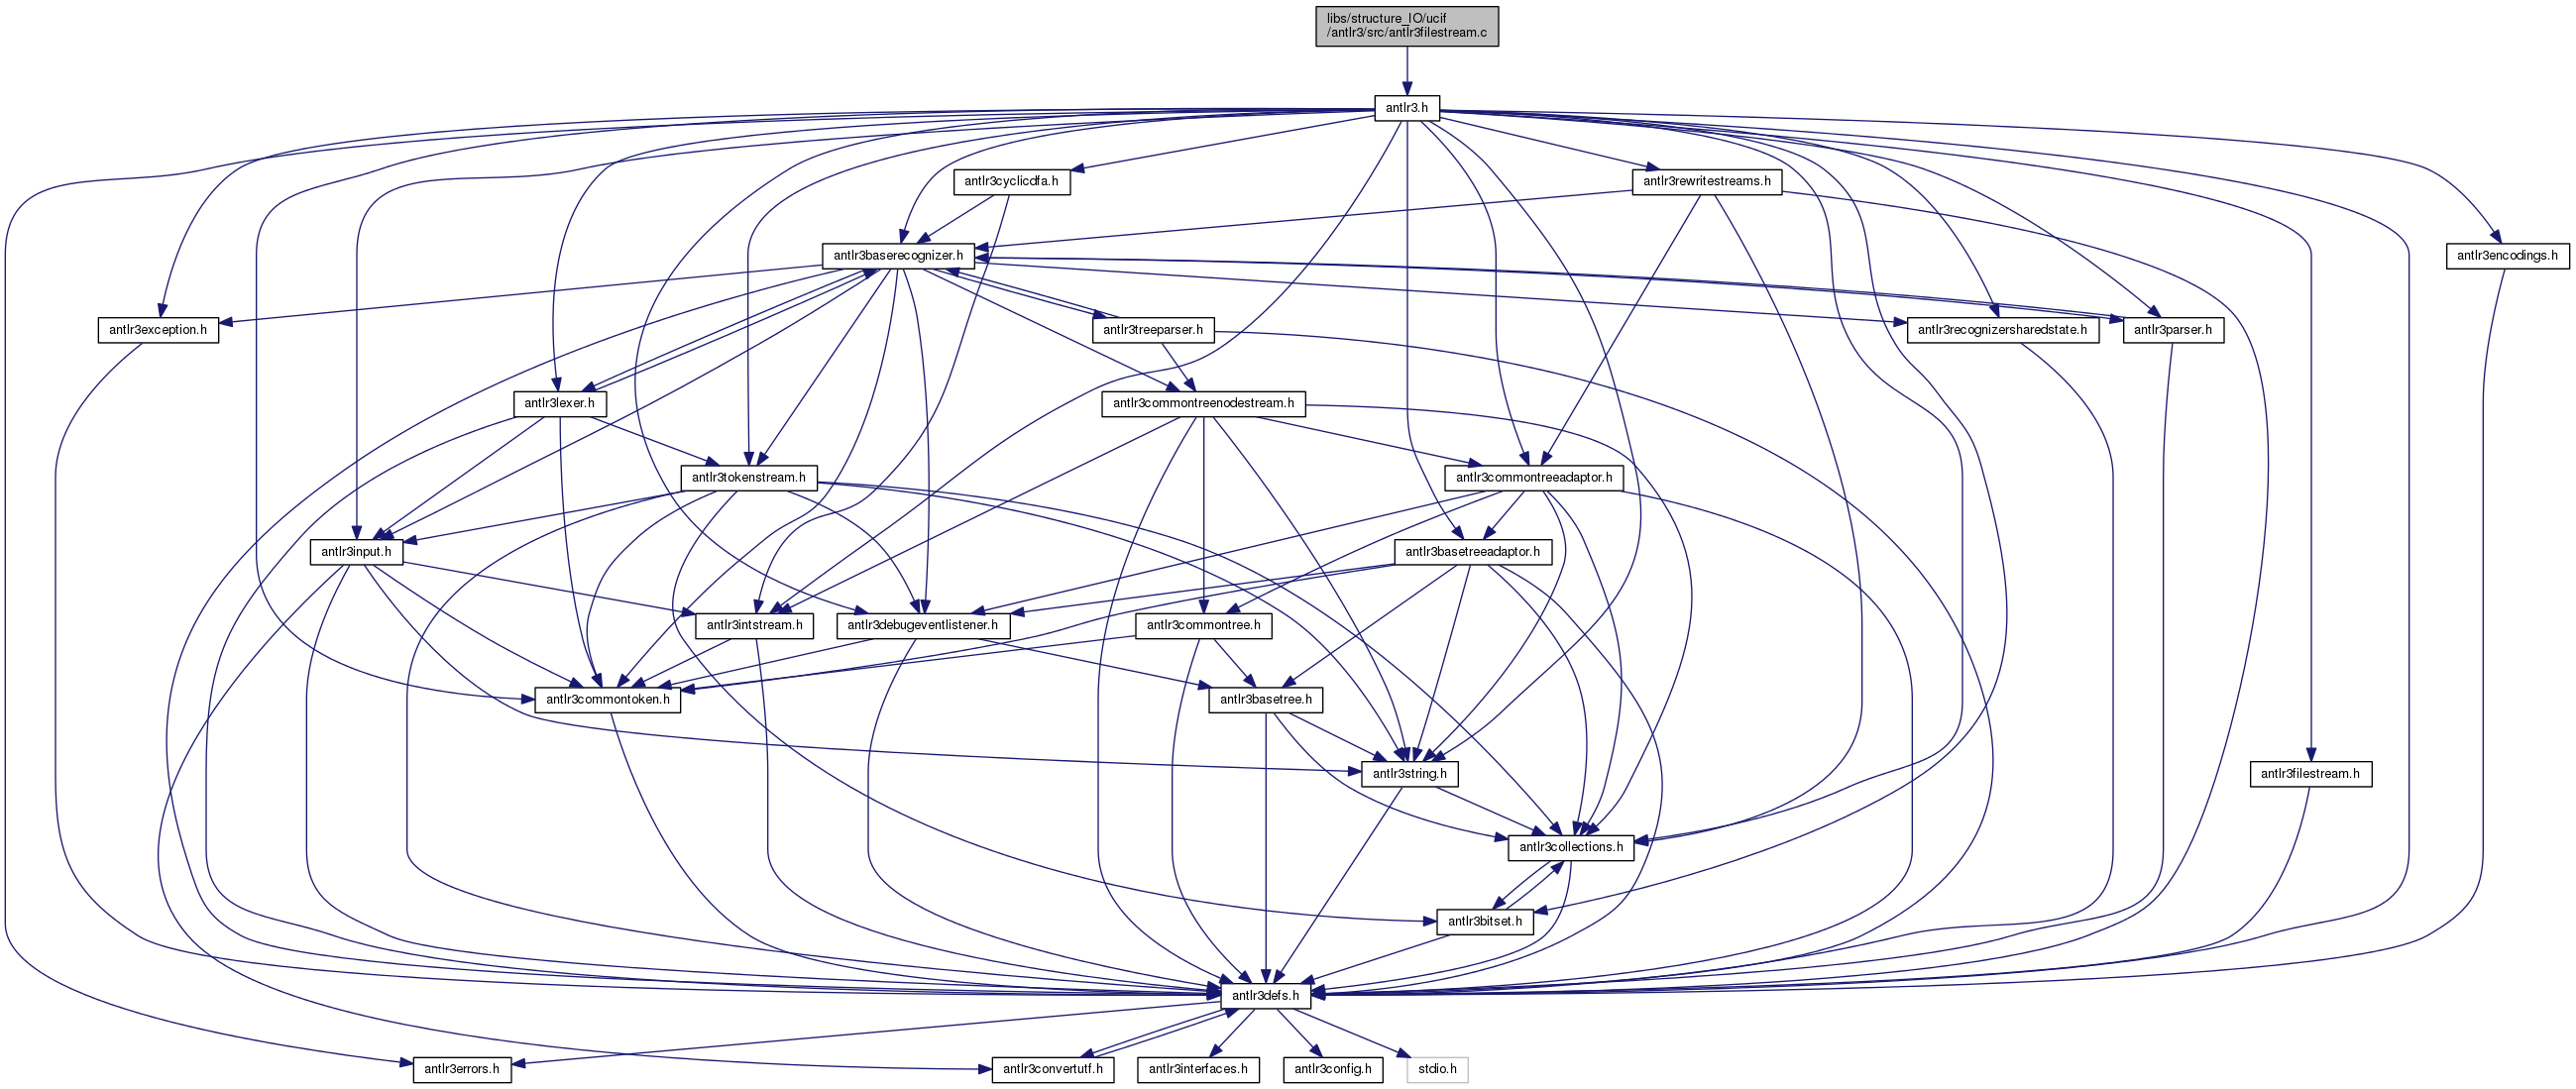 libs/structure_IO/ucif
/antlr3/src/antlr3filestream.c
antlr3.h
antlr3cyclicdfa.h
antlr3rewritestreams.h
antlr3baserecognizer.h
antlr3encodings.h
antlr3exception.h
antlr3treeparser.h
antlr3recognizersharedstate.h
antlr3parser.h
antlr3lexer.h
antlr3commontreenodestream.h
antlr3tokenstream.h
antlr3commontreeadaptor.h
antlr3input.h
antlr3basetreeadaptor.h
antlr3intstream.h
antlr3debugeventlistener.h
antlr3commontree.h
antlr3commontoken.h
antlr3basetree.h
antlr3string.h
antlr3filestream.h
antlr3collections.h
antlr3bitset.h
antlr3defs.h
antlr3errors.h
antlr3convertutf.h
antlr3interfaces.h
antlr3config.h
stdio.h